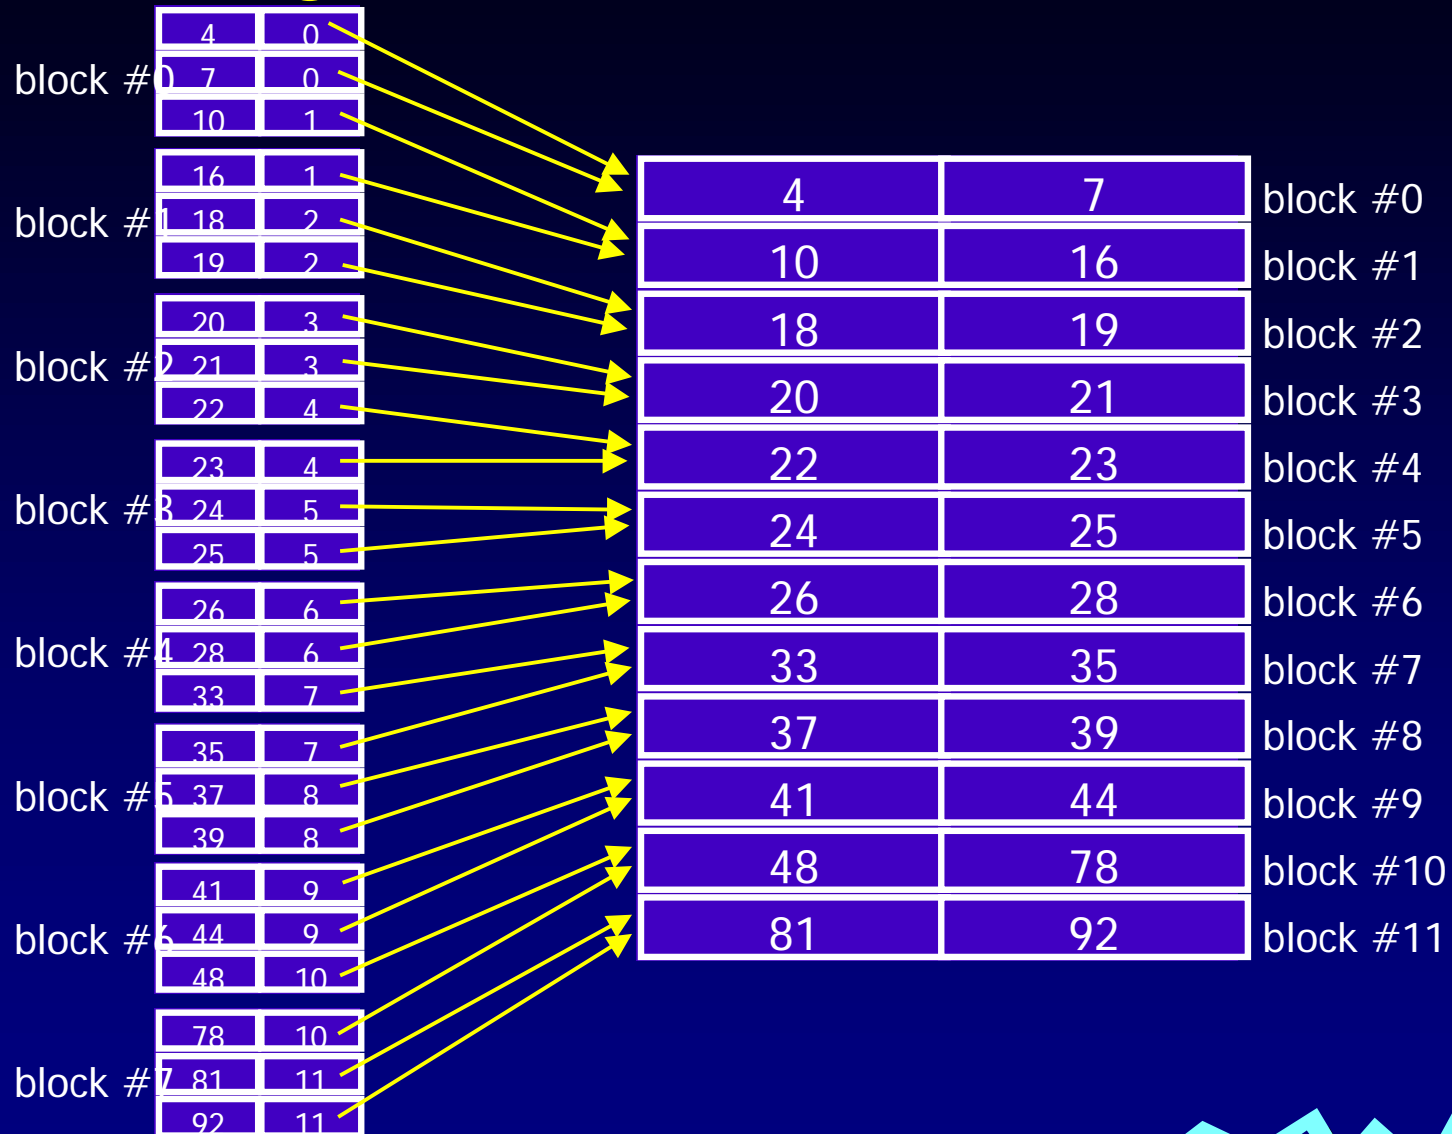 4 0
block #0 7 0
10 1
16 1
block #1 18 2
19 2
20 3
block #2 21 3
22 4
23 4
block #3 24 5
25 5
26 6
block #4 28 6
33 7
35 7
block #5 37 8
39 8
41 9
block #6 44 9
48 10
78 10
block #7 81 11
92 11
4 7 block #0
10 16 block #1
18 19 block #2
20 21 block #3
22 23 block #4
24 25 block #5
26 28 block #6
33 35 block #7
37 39 block #8
41 44 block #9
48 78 block #10
81 92 block #11